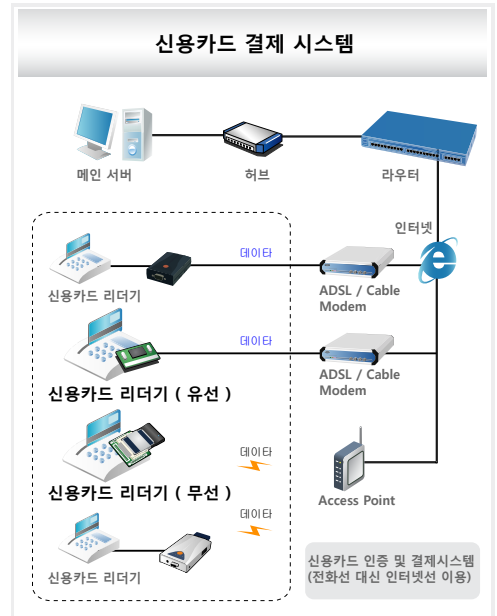 신용카드 결제 시스템
메인 서버
허브
라우터
인터넷
데이타
신용카드 리더기
ADSL / Cable
Modem
데이타
신용카드 리더기 ( 유선 )
ADSL / Cable
Modem
데이타
신용카드 리더기 ( 무선 )
Access Point
데이타
신용카드 리더기
신용카드 인증 및 결제시스템
(전화선 대신 인터넷선 이용)